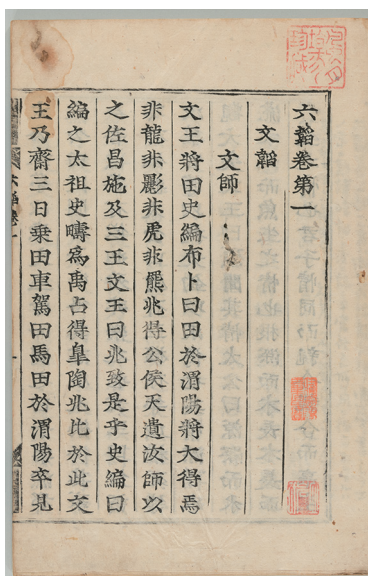 六韜卷第一
文韜
文師
文王將田史編布卜曰田於渭陽將大得焉
非龍非彲非虎非羆兆得公侯天遺汝師以
之佐昌施及三王文王曰兆致是乎史編曰
編之太祖史疇爲禹占得皐陶兆比於此文
王乃齋三日乗田車駕田馬田於渭陽卒見